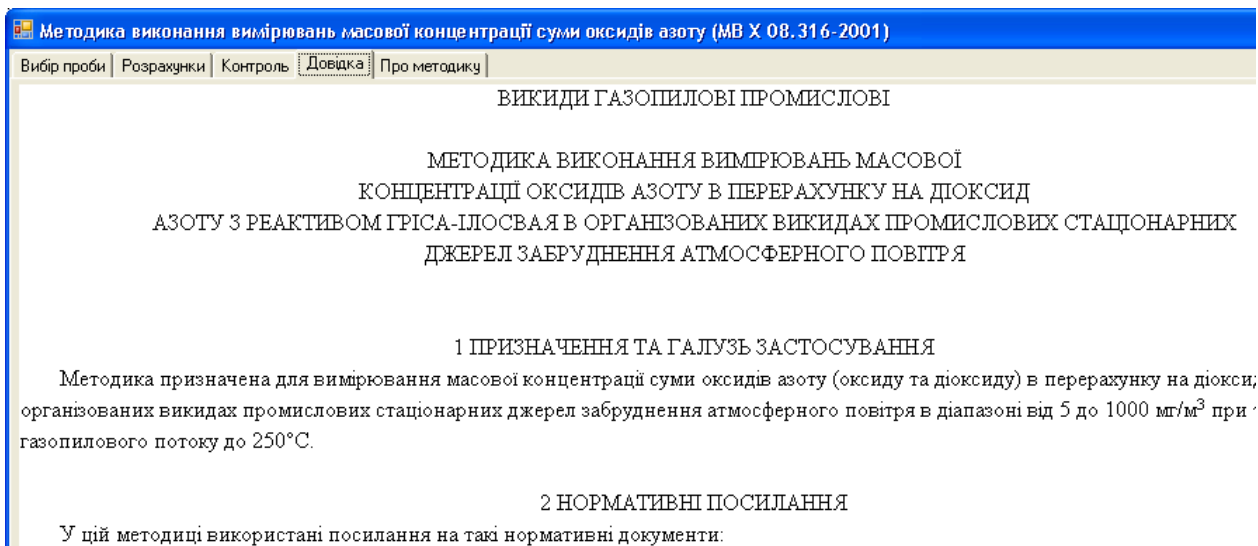 Методика виконання вимірювань масової концентрації суми оксидів азоту (МВ Х 08.316-2001)
Вибір проби Розрахунки Контроль Довідка Про методику
ВИКИДИ ГАЗОПИЛОВІ ПРОМИСЛОВІ
МЕТОДИКА ВИКОНАННЯ ВИМІРЮВАНЬ МАСОВОЇ
КОНЦЕНТРАЦІЇ ОКСИДІВ АЗОТУ В ПЕРЕРАХУНКУ НА ДІОКСИД
АЗОТУ З РЕАКТИВОМ ГРІСА-ІЛОСВАЯ В ОРГАНІЗОВАНИХ ВИКИДАХ ПРОМИСЛОВИХ СТАЦІОНАРНИХ
ДЖЕРЕЛ ЗАБРУДНЕННЯ АТМОСФЕРНОГО ПОВІТРЯ
1 ПРИЗНАЧЕННЯ ТА ГАЛУЗЬ ЗАСТОСУВАННЯ
Методика призначена для вимірювання масової концентрації суми оксидів азоту (оксиду та діоксиду) в перерахунку на
організованих викидах промислових стаціонарних джерел забруднення атмосферного повітря в діапазоні від 5 до 1000 мг/м³ при
газопилового потоку до 250°С.
2 НОРМАТИВНІ ПОСИЛАННЯ
У цій методиці використані посилання на такі нормативні документи: